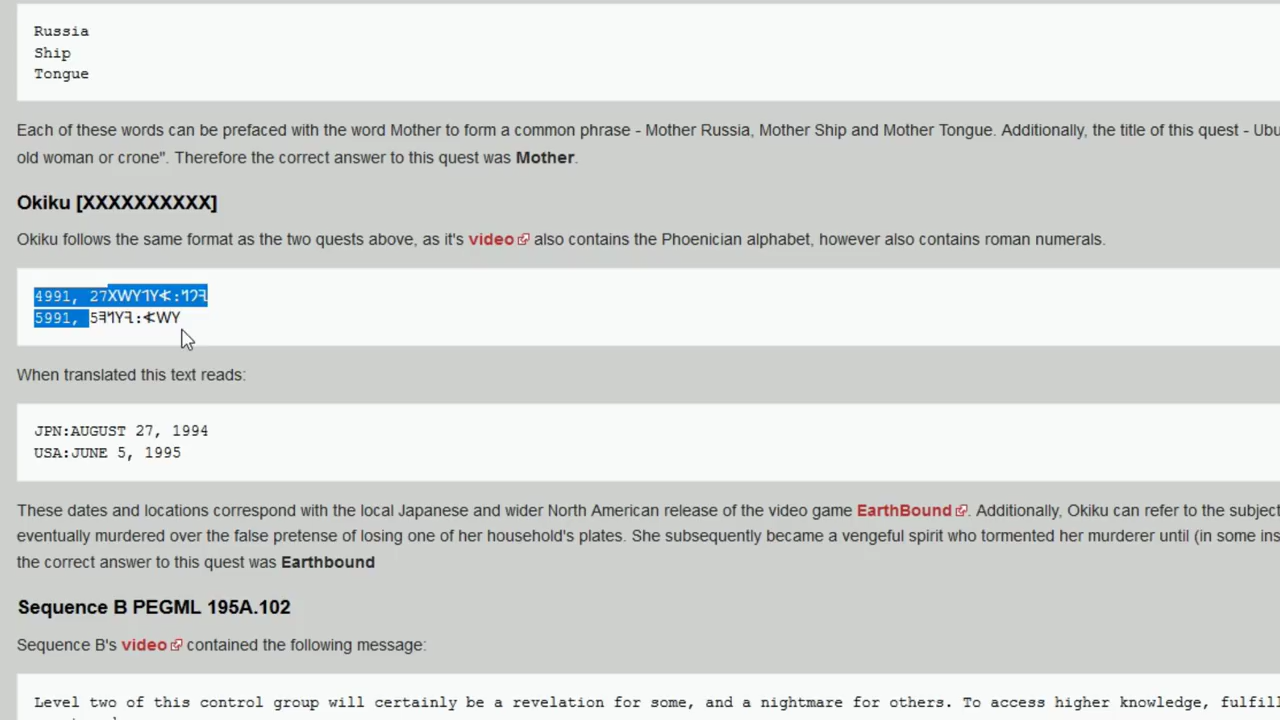 Russia
Ship
Tongue
Each of these words can be prefaced with the word Mother to form a common phrase - Mother Russia, Mother Ship and Mother Tongue. Additionally, the title of this quest - Ubu
old woman or crone". Therefore the correct answer to this quest was Mother.
Okiku [XXXXXXXXXX]
Okiku follows the same format as the two quests above, as it's video also contains the Phoenician alphabet, however also contains roman numerals.
𐤉𐤐𐤍:𐤀𐤅𐤂𐤅𐤔𐤕27, 4991
𐤅𐤔𐤀:𐤉𐤅𐤍𐤄5, 5991
When translated this text reads:
JPN:AUGUST 27, 1994
USA:JUNE 5, 1995
These dates and locations correspond with the local Japanese and wider North American release of the video game EarthBound. Additionally, Okiku can refer to the subject
eventually murdered over the false pretense of losing one of her household's plates. She subsequently became a vengeful spirit who tormented her murderer until (in some ins
the correct answer to this quest was Earthbound
Sequence B PEGML 195A.102
Sequence B's video contained the following message:
Level two of this control group will certainly be a revelation for some, and a nightmare for others. To access higher knowledge, fulfil